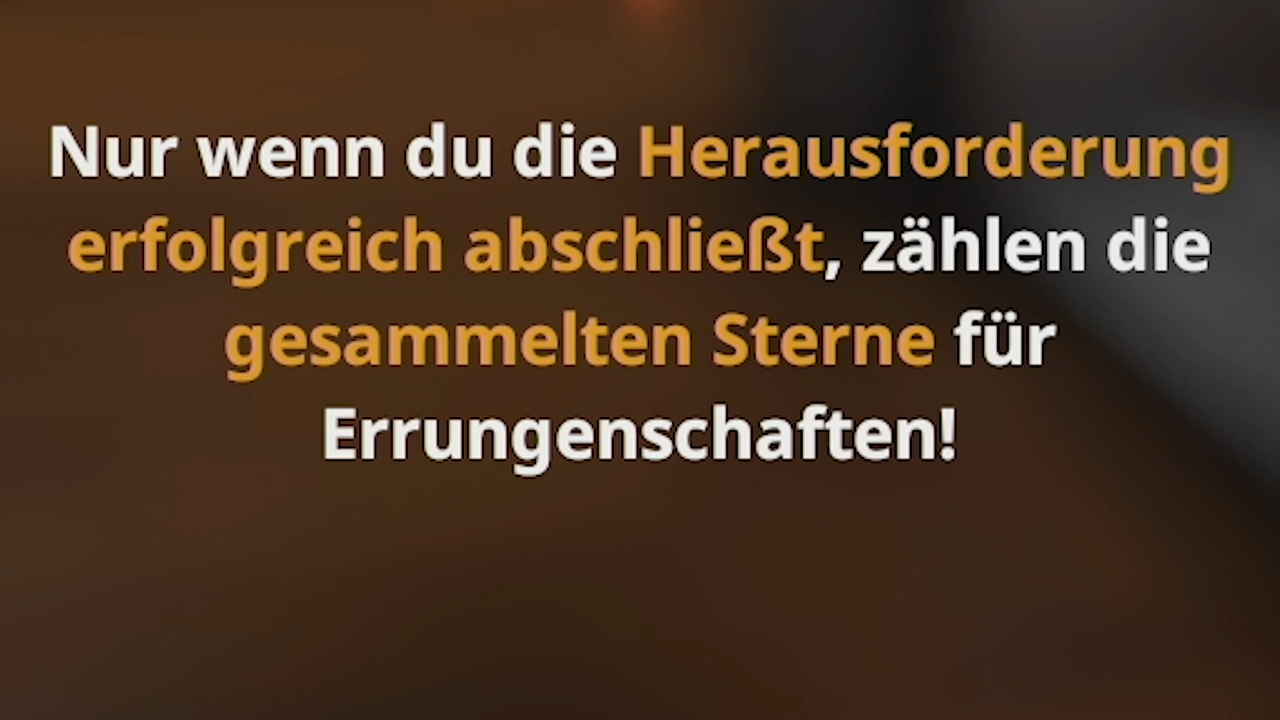 Nur wenn du die Herausforderung
erfolgreich abschließt, zählen die
gesammelten Sterne für
Errungenschaften!